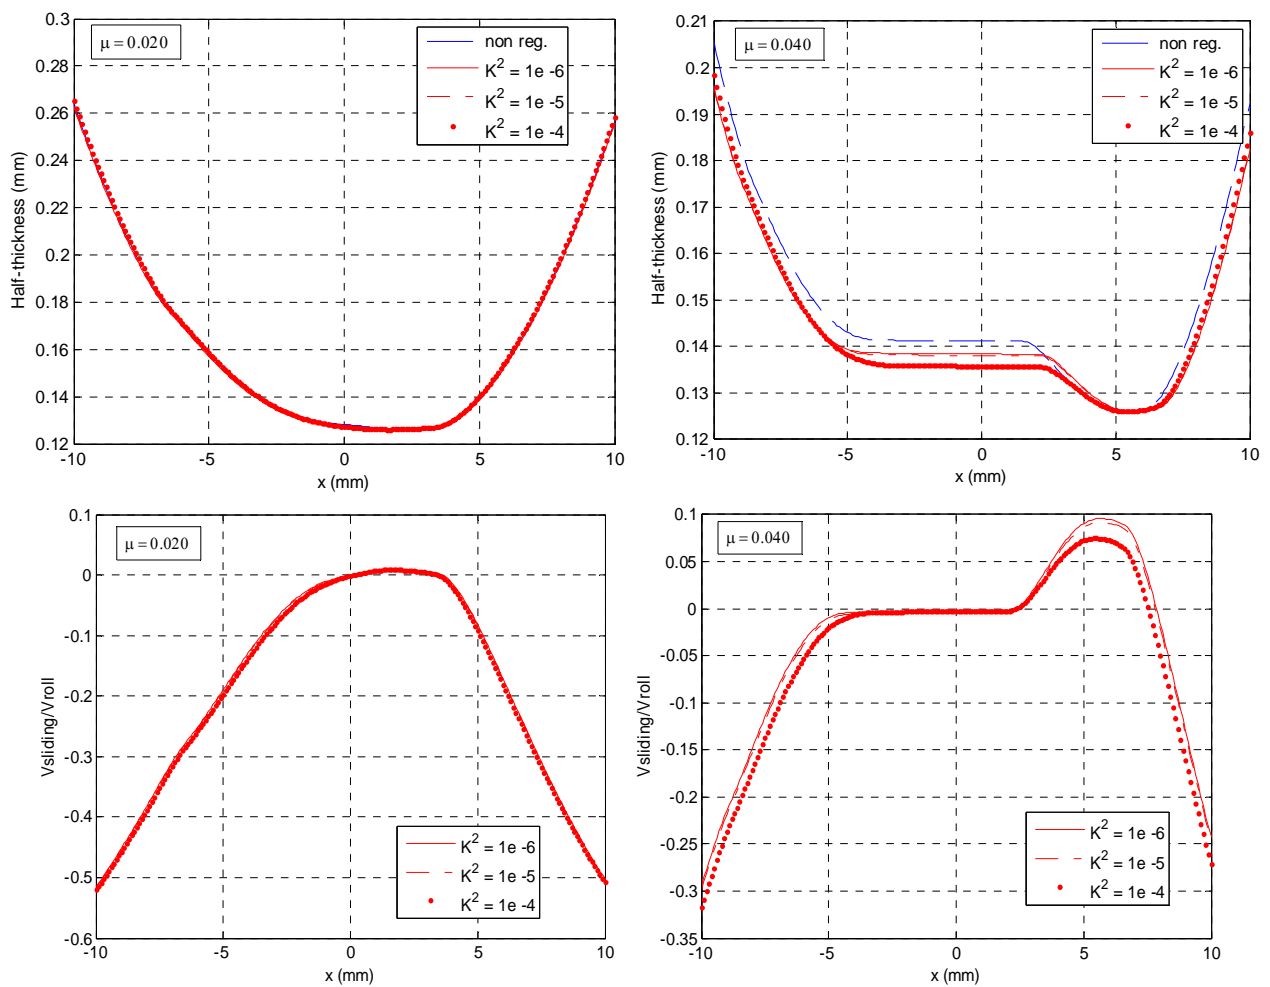 μ = 0.020
non reg.
K² = 1e -6
K² = 1e -5
K² = 1e -4
0.3
0.28
0.26
0.24
0.22
0.2
0.18
0.16
0.14
0.12
Half-thickness (mm)
-10 -5 0 5 10
x (mm)
μ = 0.040
non reg.
K² = 1e -6
K² = 1e -5
K² = 1e -4
0.21
0.2
0.19
0.18
0.17
0.16
0.15
0.14
0.13
0.12
Half-thickness (mm)
-10 -5 0 5 10
x (mm)
μ = 0.020
0.1
0
-0.1
-0.2
-0.3
-0.4
-0.5
-0.6
Vsliding/Vroll
K² = 1e -6
K² = 1e -5
K² = 1e -4
-10 -5 0 5 10
x (mm)
μ = 0.040
0.1
0.05
0
-0.05
-0.1
-0.15
-0.2
-0.25
-0.3
-0.35
Vsliding/Vroll
K² = 1e -6
K² = 1e -5
K² = 1e -4
-10 -5 0 5 10
x (mm)